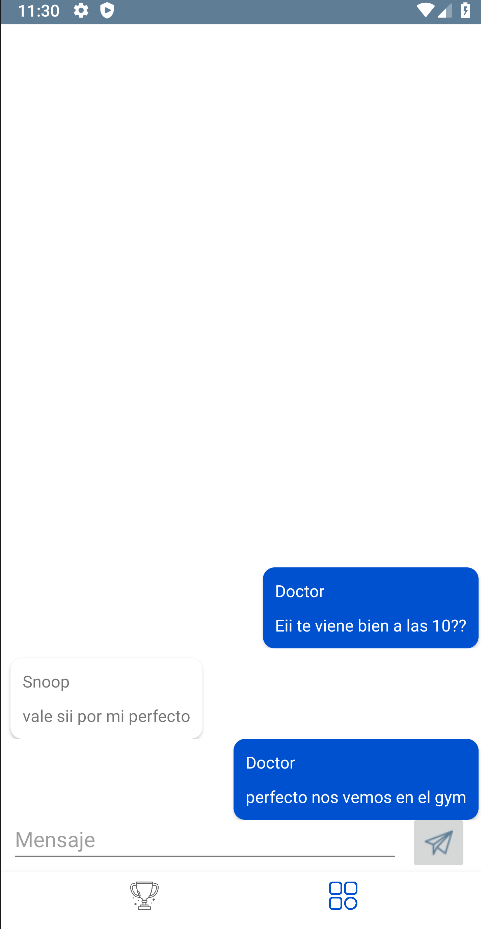 11:30
Doctor
Eii te viene bien a las 10??
Snoop
vale sii por mi perfecto
Doctor
perfecto nos vemos en el gym
Mensaje